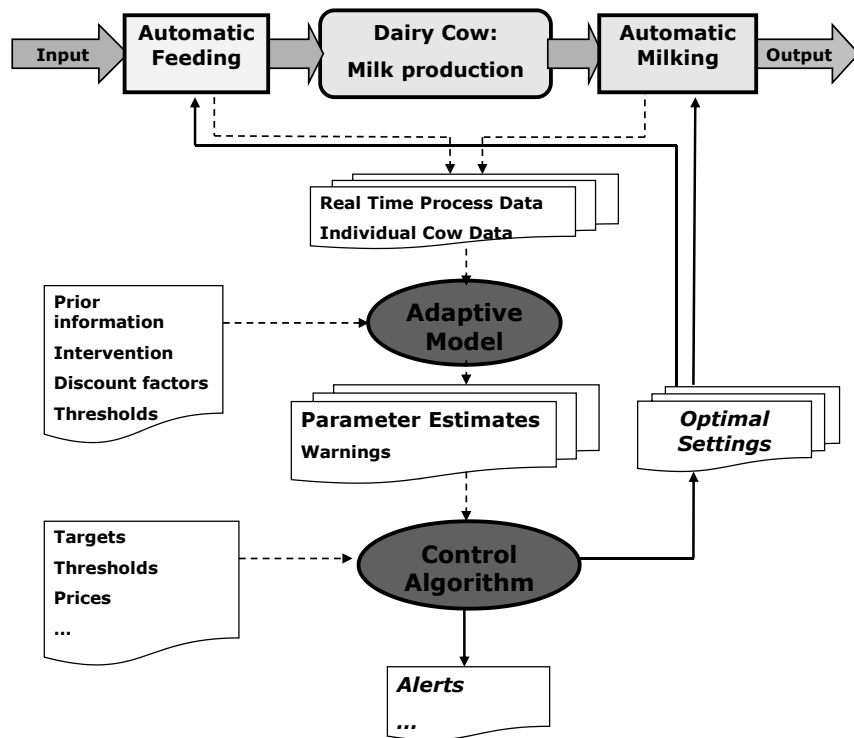 Input
Automatic
Feeding
Dairy Cow:
Milk production
Automatic
Milking
Output
Real Time Process Data
Individual Cow Data
Prior
information
Intervention
Discount factors
Thresholds
Adaptive
Model
Parameter Estimates
Warnings
Optimal
Settings
Targets
Thresholds
Prices
...
Control
Algorithm
Alerts
...